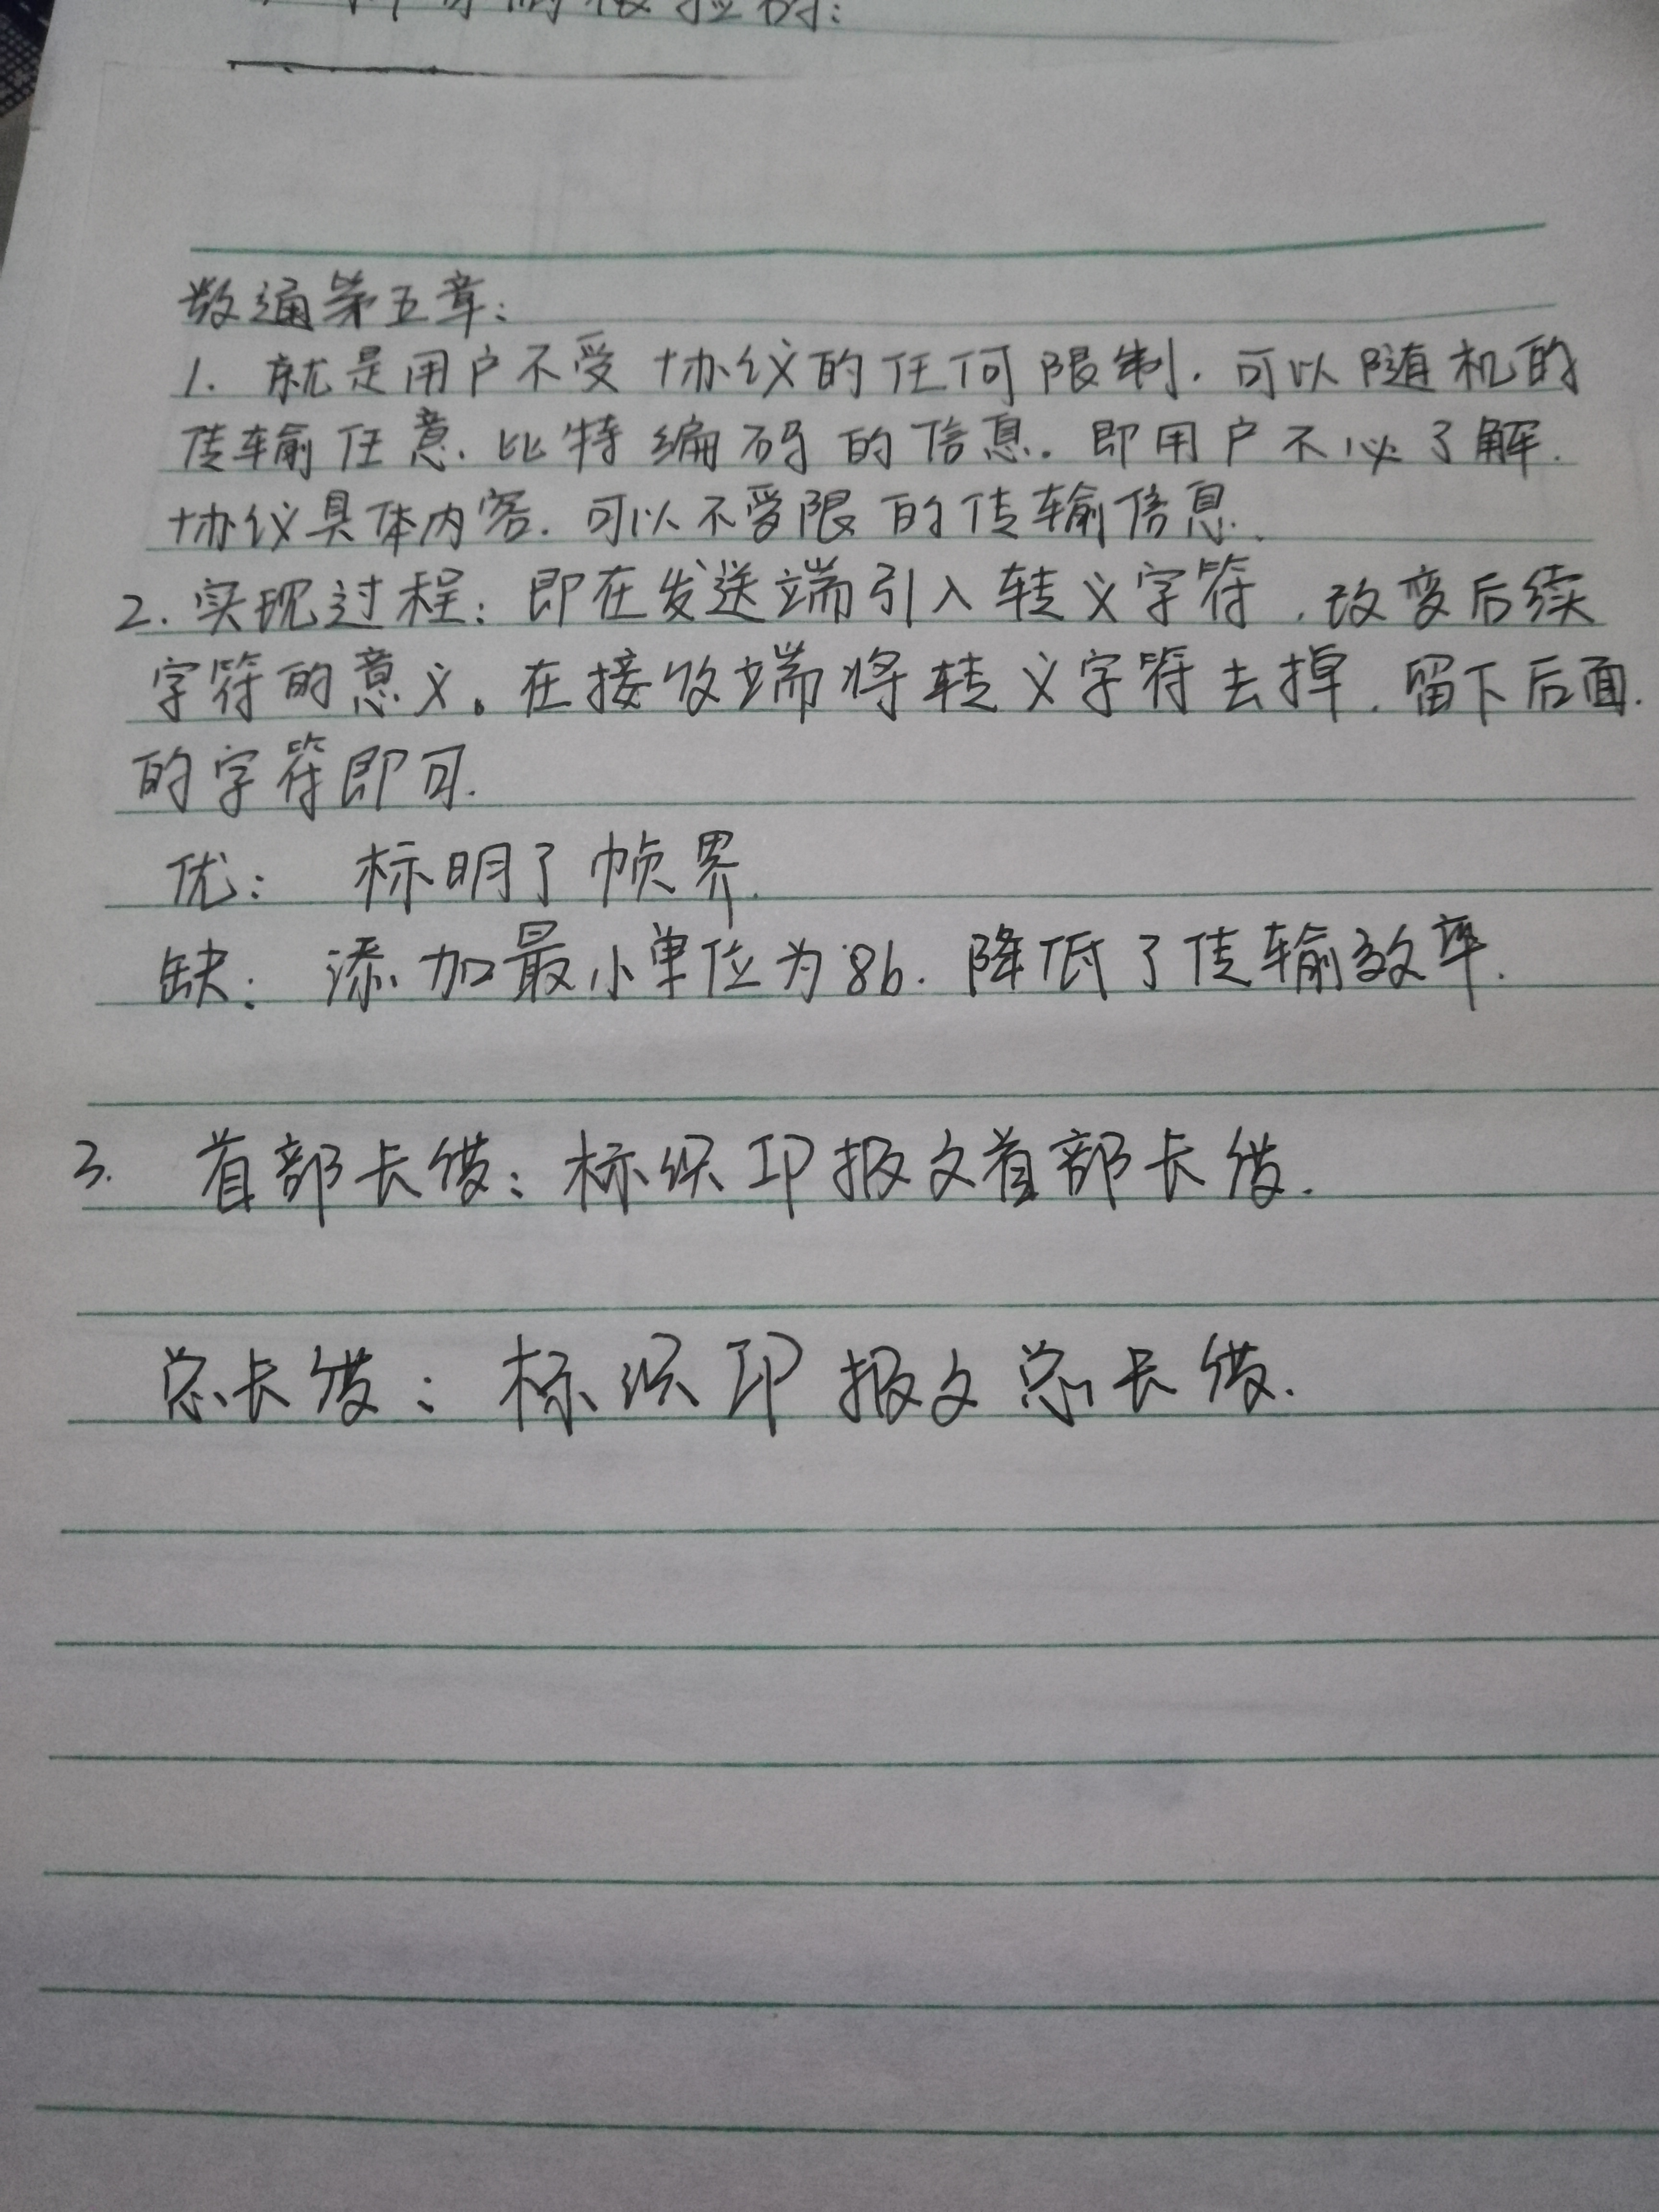 数通第五章:
1. 就是用户不受协议的任何限制. 可以随机的
传输任意.比特编码的信息.即用户不必了解.
协议具体内容.可以不受限的传输信息.
2. 实现过程: 即在发送端引入转义字符.改变后续
字符的意义。在接收端将转义字符去掉.留下后面.
的字符即可.
优: 标明了帧界.
缺: 添加最小单位为8b.降低了传输效率.
3. 首部长度: 标识IP报文首部长度.
总长度: 标识IP报文总长度.